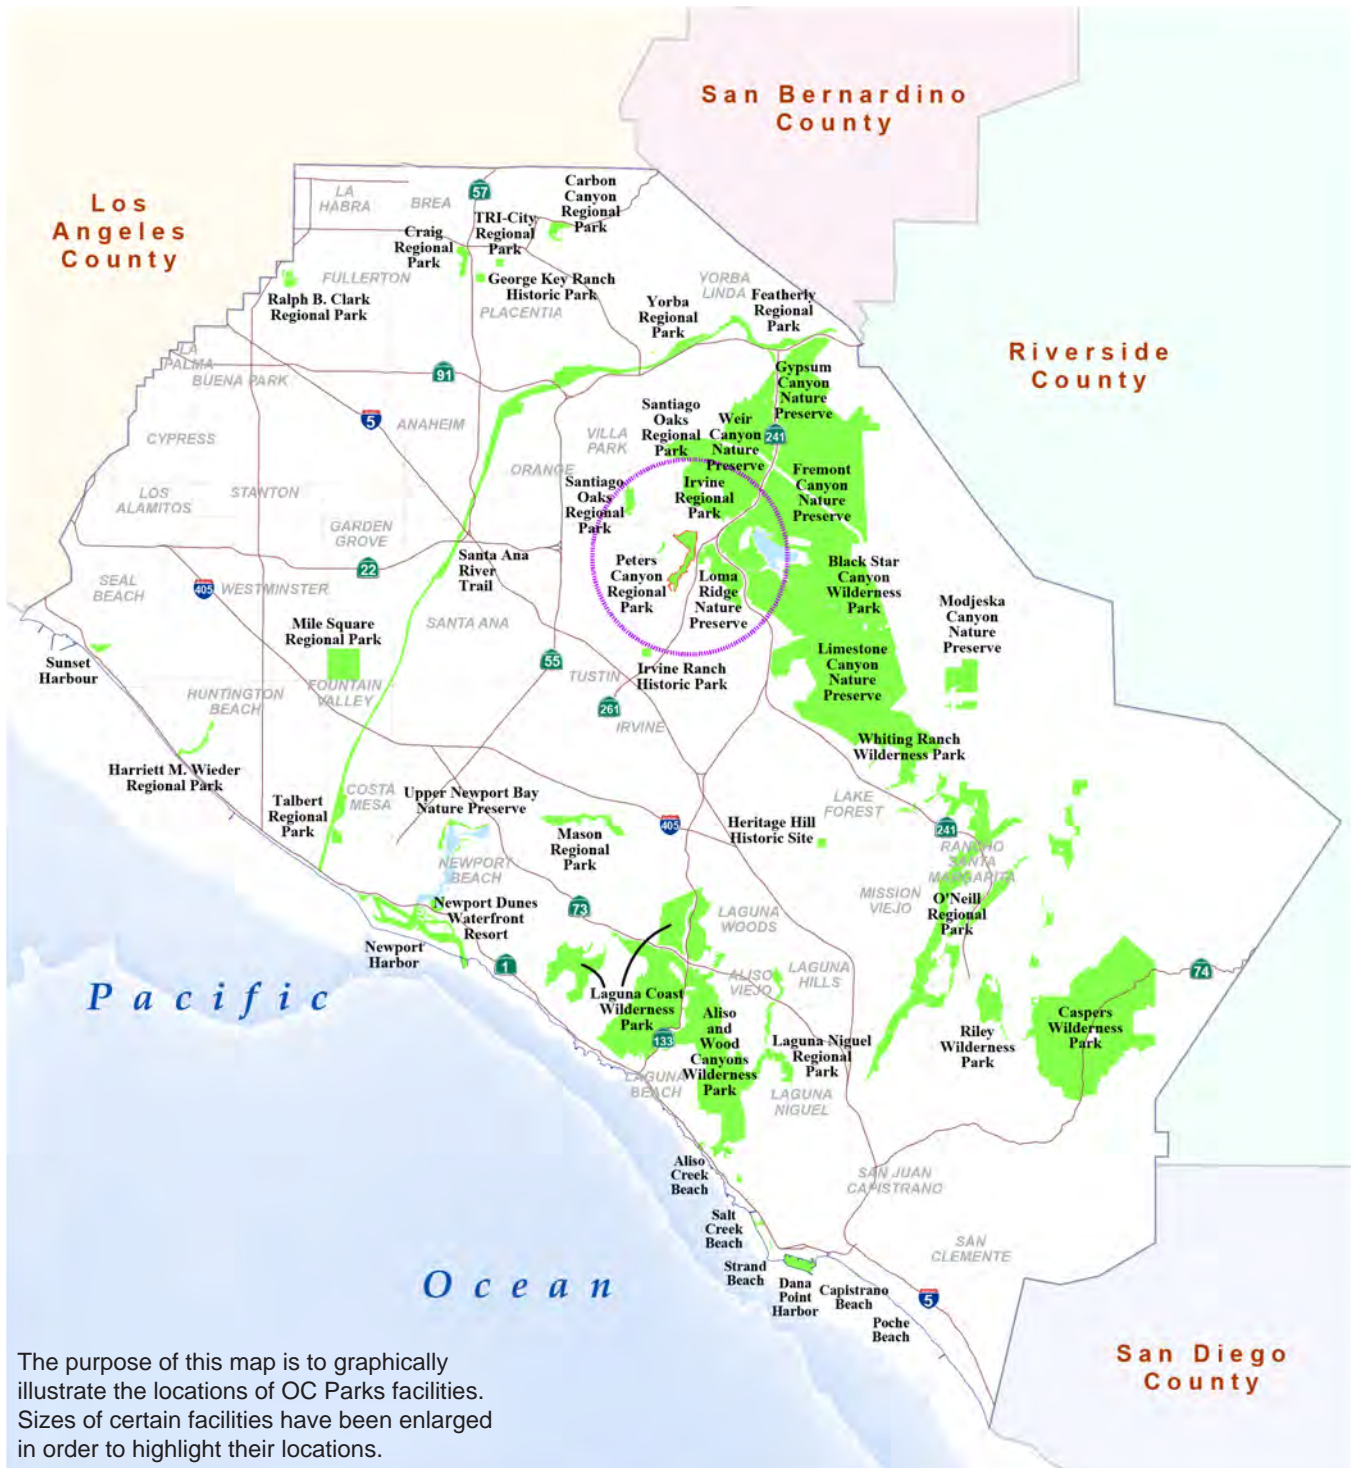 San Bernardino
County
Los
Angeles
County
Riverside
County
San Diego
County
Pacific
Ocean
LA
HABRA
BREA
57
Carbon
Canyon
Regional
Park
TRI-City
Regional
Park
Craig
Regional
Park
FULLERTON
George Key Ranch
Historic Park
Ralph B. Clark
Regional Park
PLACENTIA
YORBA
LINDA
Yorba
Regional
Park
Featherly
Regional
Park
LA
PALMA
BUENA PARK
91
5
ANAHEIM
Gypsum
Canyon
Nature
Preserve
Santiago
Oaks
Regional
Park
Weir
Canyon
Nature
Preserve
241
CYPRESS
VILLA
PARK
ORANGE
Fremont
Canyon
Nature
Preserve
LOS
ALAMITOS
STANTON
Santiago
Oaks
Regional
Park
Irvine
Regional
Park
GARDEN
GROVE
22
Santa Ana
River
Trail
Peters
Canyon
Regional
Park
Loma
Ridge
Nature
Preserve
Black Star
Canyon
Wilderness
Park
Modjeska
Canyon
Nature
Preserve
SEAL
BEACH
405
WESTMINSTER
Mile Square
Regional Park
SANTA ANA
Sunset
Harbour
55
TUSTIN
Irvine Ranch
Historic Park
Limestone
Canyon
Nature
Preserve
HUNTINGTON
BEACH
FOUNTAIN
VALLEY
261
IRVINE
Whiting Ranch
Wilderness Park
Harriett M. Wieder
Regional Park
Talbert
Regional
Park
COSTA
MESA
Upper Newport Bay
Nature Preserve
Mason
Regional
Park
405
Heritage Hill
Historic Site
LAKE
FOREST
241
RANCHO
SANTA
MARGARITA
NEWPORT
BEACH
MISSION
VIEJO
O'Neill
Regional
Park
Newport Dunes
Waterfront
Resort
73
LAGUNA
WOODS
Newport
Harbor
1
ALISO
VIEJO
LAGUNA
HILLS
74
Laguna Coast
Wilderness
Park
133
Aliso
and
Wood
Canyons
Wilderness
Park
Laguna Niguel
Regional
Park
Riley
Wilderness
Park
Caspers
Wilderness
Park
LAGUNA
BEACH
LAGUNA
NIGUEL
Aliso
Creek
Beach
SAN JUAN
CAPISTRANO
Salt
Creek
Beach
SAN
CLEMENTE
Strand
Beach
Dana
Point
Harbor
Capistrano
Beach
5
Poche
Beach
The purpose of this map is to graphically
illustrate the locations of OC Parks facilities.
Sizes of certain facilities have been enlarged
in order to highlight their locations.